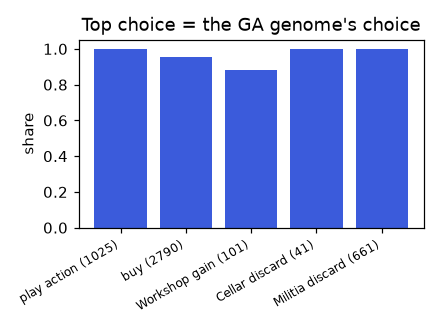 Top choice = the GA genome's choice
share
1.0
0.8
0.6
0.4
0.2
0.0
play action (1025)
buy (2790)
Workshop gain (101)
Cellar discard (41)
Militia discard (661)